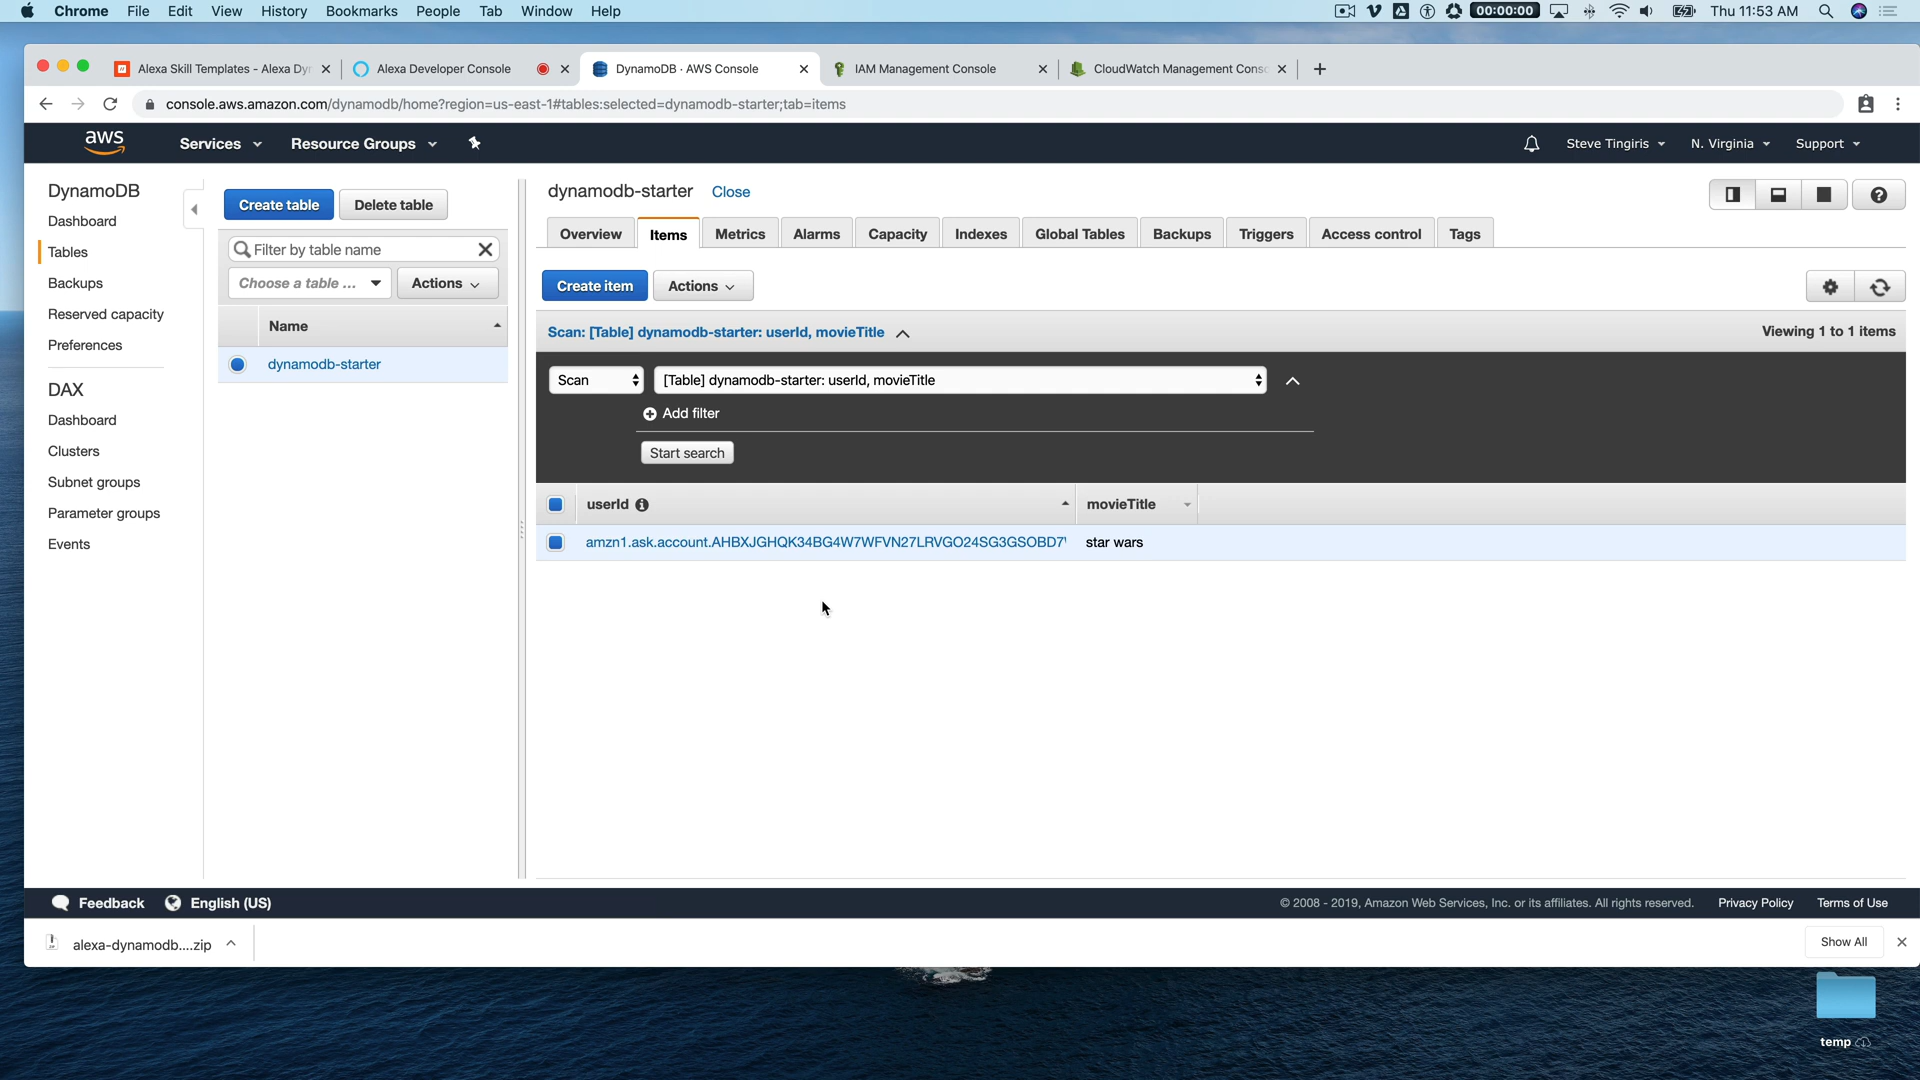 Chrome File Edit View History Bookmarks People Tab Window Help 00:00:00 Thu 11:53 AM
Alexa Skill Templates - Alexa Dyn Alexa Developer Console DynamoDB · AWS Console IAM Management Console CloudWatch Management Conso
console.aws.amazon.com/dynamodb/home?region=us-east-1#tables:selected=dynamodb-starter;tab=items
aws Services Resource Groups Steve Tingiris N. Virginia Support
DynamoDB
Dashboard
Tables
Backups
Reserved capacity
Preferences
DAX
Dashboard
Clusters
Subnet groups
Parameter groups
Events
Create table Delete table
Filter by table name
Choose a table ... Actions
Name
dynamodb-starter
dynamodb-starter Close
Overview Items Metrics Alarms Capacity Indexes Global Tables Backups Triggers Access control Tags
Create item Actions
Scan: [Table] dynamodb-starter: userId, movieTitle Viewing 1 to 1 items
Scan [Table] dynamodb-starter: userId, movieTitle
Add filter
Start search
userId movieTitle
amzn1.ask.account.AHBXJGHQK34BG4W7WFVN27LRVGO24SG3GSOBD7 star wars
Feedback English (US) © 2008 - 2019, Amazon Web Services, Inc. or its affiliates. All rights reserved. Privacy Policy Terms of Use
alexa-dynamodb....zip Show All
temp